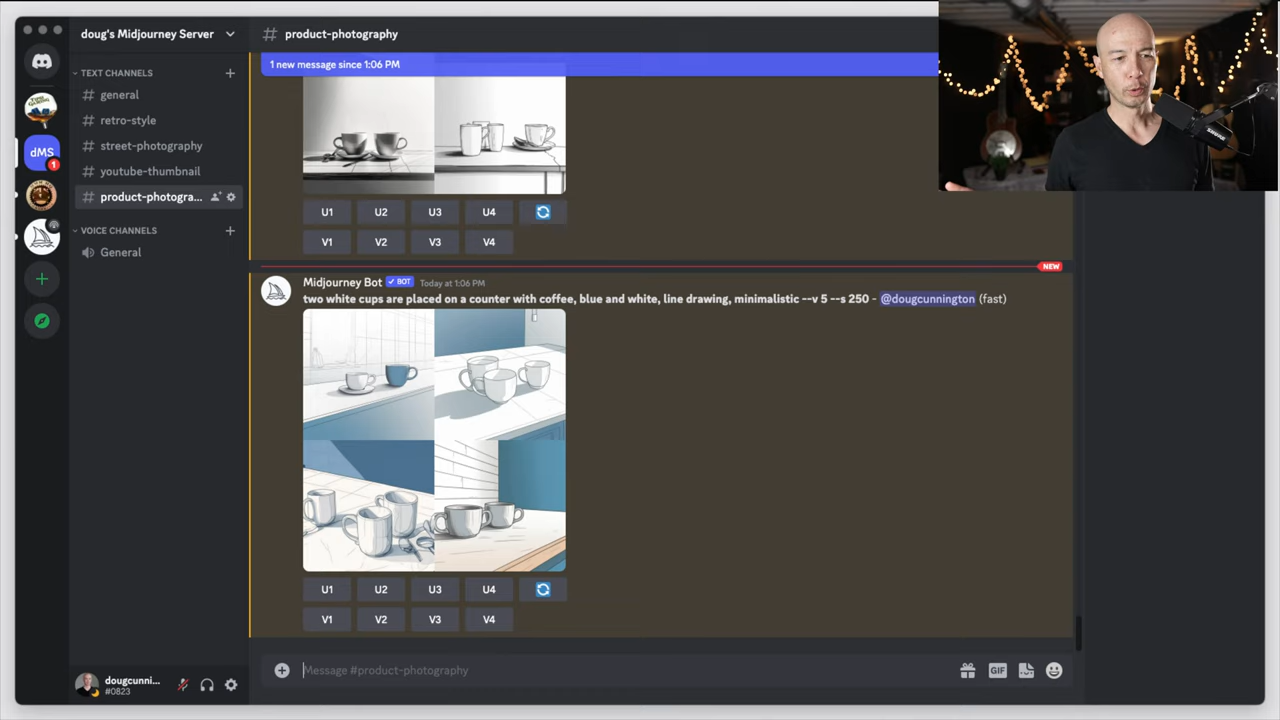 doug's Midjourney Server
# product-photography
TEXT CHANNELS
1 new message since 1:06 PM
# general
# retro-style
# street-photography
dMS
1
# youtube-thumbnail
# product-photogra...
U1 U2 U3 U4
VOICE CHANNELS
V1 V2 V3 V4
General
NEW
Midjourney Bot ✓ BOT Today at 1:06 PM
two white cups are placed on a counter with coffee, blue and white, line drawing, minimalistic --v 5 --s 250 - @dougcunnington (fast)
U1 U2 U3 U4
V1 V2 V3 V4
Message #product-photography
GIF
dougcunni...
#0823